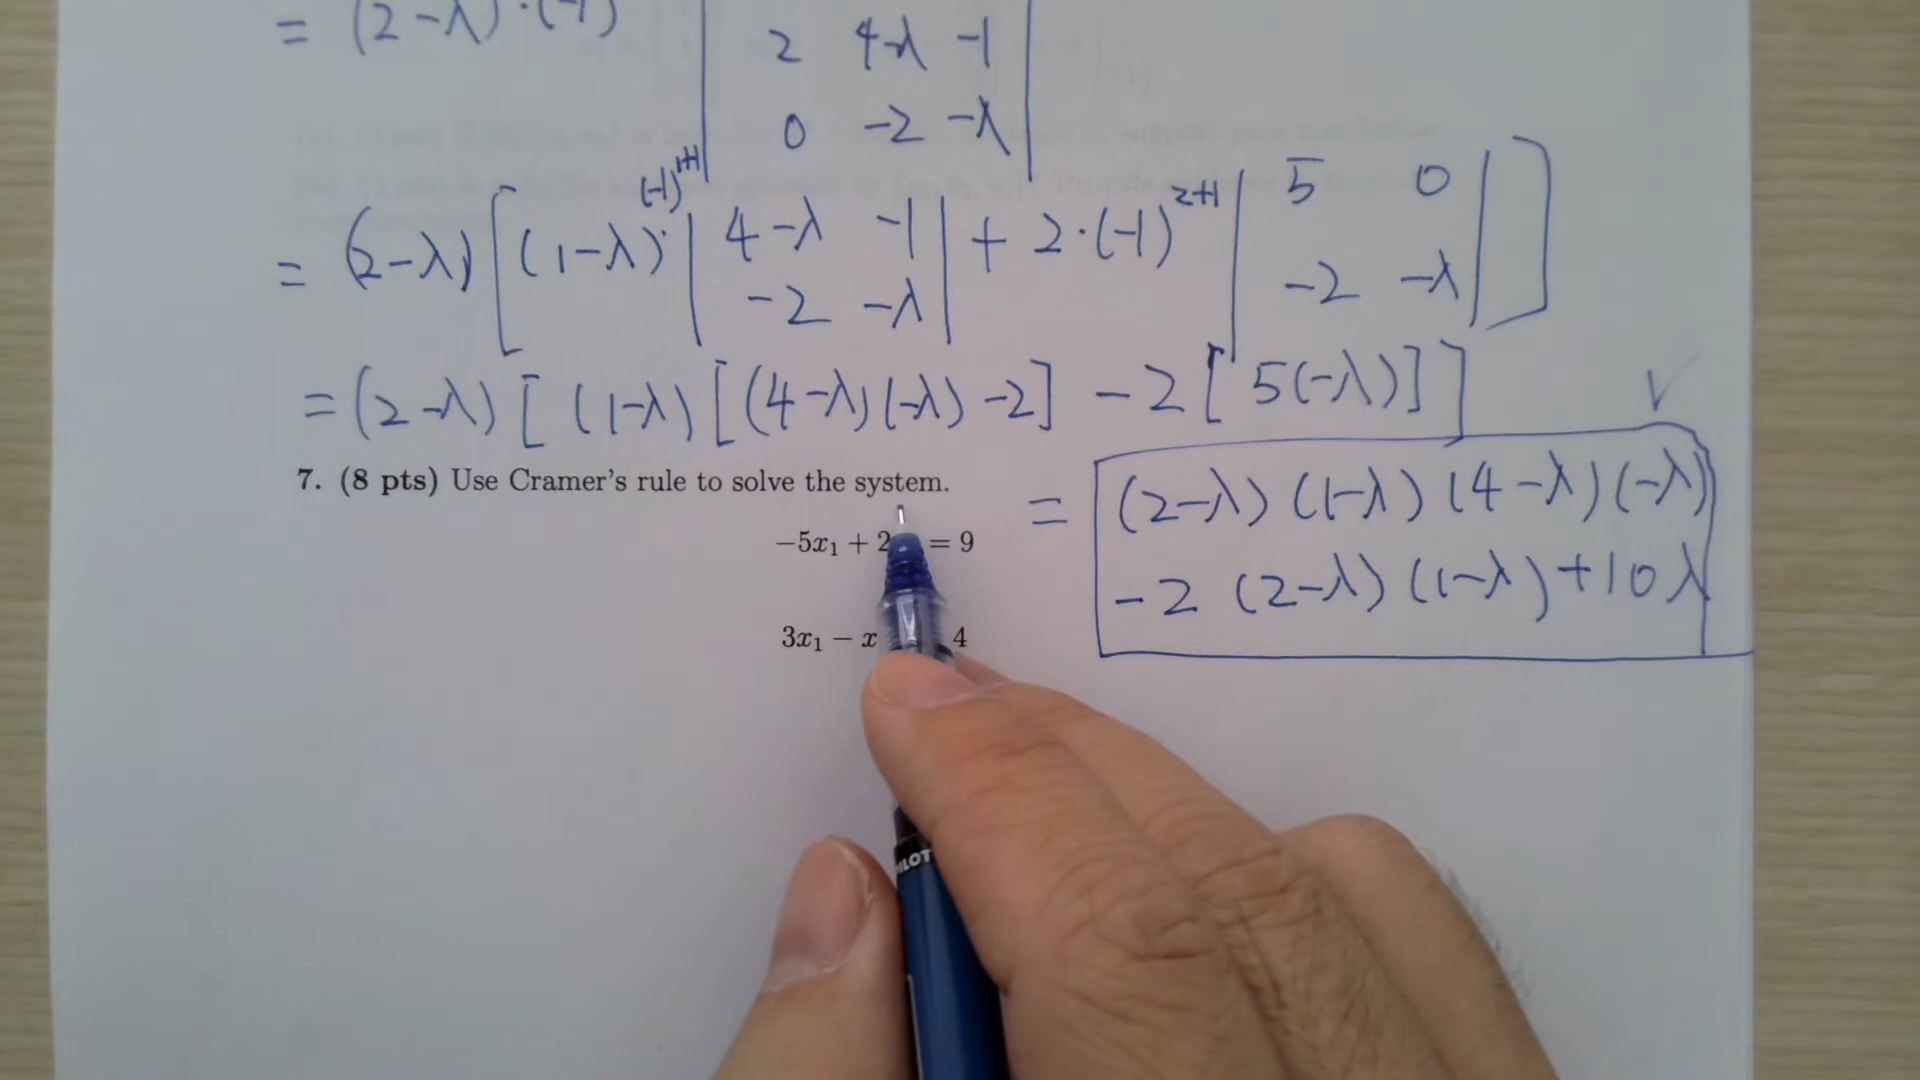 = (2-λ)·(-1)
2 4-λ -1
0 -2 -λ
= (2-λ) [ (1-λ)·(-1)^{1+1} | 4-λ -1 | + 2·(-1)^{2+1} | 5 0 | ]
-2 -λ -2 -λ
= (2-λ) [ (1-λ) [(4-λ)(-λ) -2] - 2 [ 5(-λ)] ]
7. (8 pts) Use Cramer's rule to solve the system.
= (2-λ) (1-λ) (4-λ) (-λ)
-2 (2-λ) (1-λ) + 10λ
-5x₁ + 2 = 9
3x₁ - x 4
PILOT